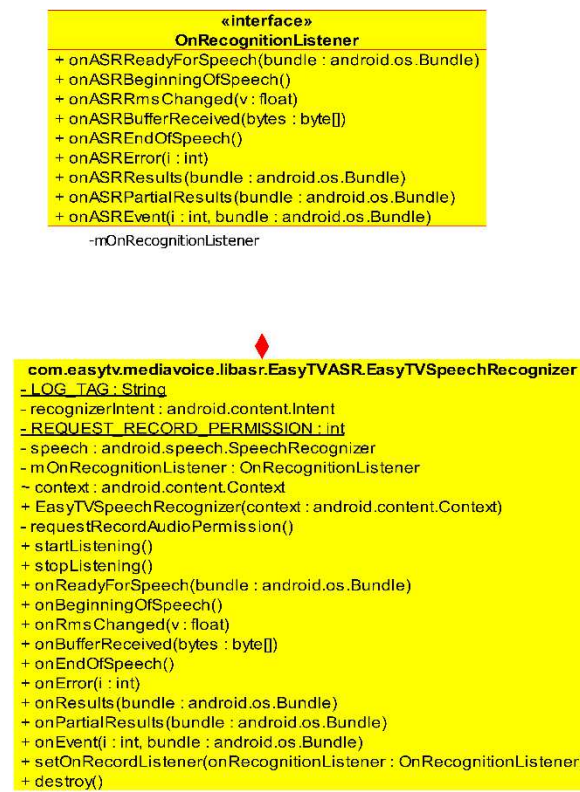 «interface»
OnRecognitionListener
+ onASRReadyForSpeech(bundle : android.os.Bundle)
+ onASRBeginningOfSpeech()
+ onASRRmsChanged(v : float)
+ onASRBufferReceived(bytes : byte[])
+ onASREndOfSpeech()
+ onASRError(i : int)
+ onASRResults(bundle : android.os.Bundle)
+ onASRPartialResults(bundle : android.os.Bundle)
+ onASREvent(i : int, bundle : android.os.Bundle)
-mOnRecognitionListener
com.easytv.mediavoice.libasr.EasyTVASR.EasyTVSpeechRecognizer
- LOG_TAG : String
- recognizerIntent : android.content.Intent
- REQUEST_RECORD_PERMISSION : int
- speech : android.speech.SpeechRecognizer
- mOnRecognitionListener : OnRecognitionListener
~ context : android.content.Context
+ EasyTVSpeechRecognizer(context : android.content.Context)
- requestRecordAudioPermission()
+ startListening()
+ stopListening()
+ onReadyForSpeech(bundle : android.os.Bundle)
+ onBeginningOfSpeech()
+ onRmsChanged(v : float)
+ onBufferReceived(bytes : byte[])
+ onEndOfSpeech()
+ onError(i : int)
+ onResults(bundle : android.os.Bundle)
+ onPartialResults(bundle : android.os.Bundle)
+ onEvent(i : int, bundle : android.os.Bundle)
+ setOnRecordListener(onRecognitionListener : OnRecognitionListener
+ destroy()